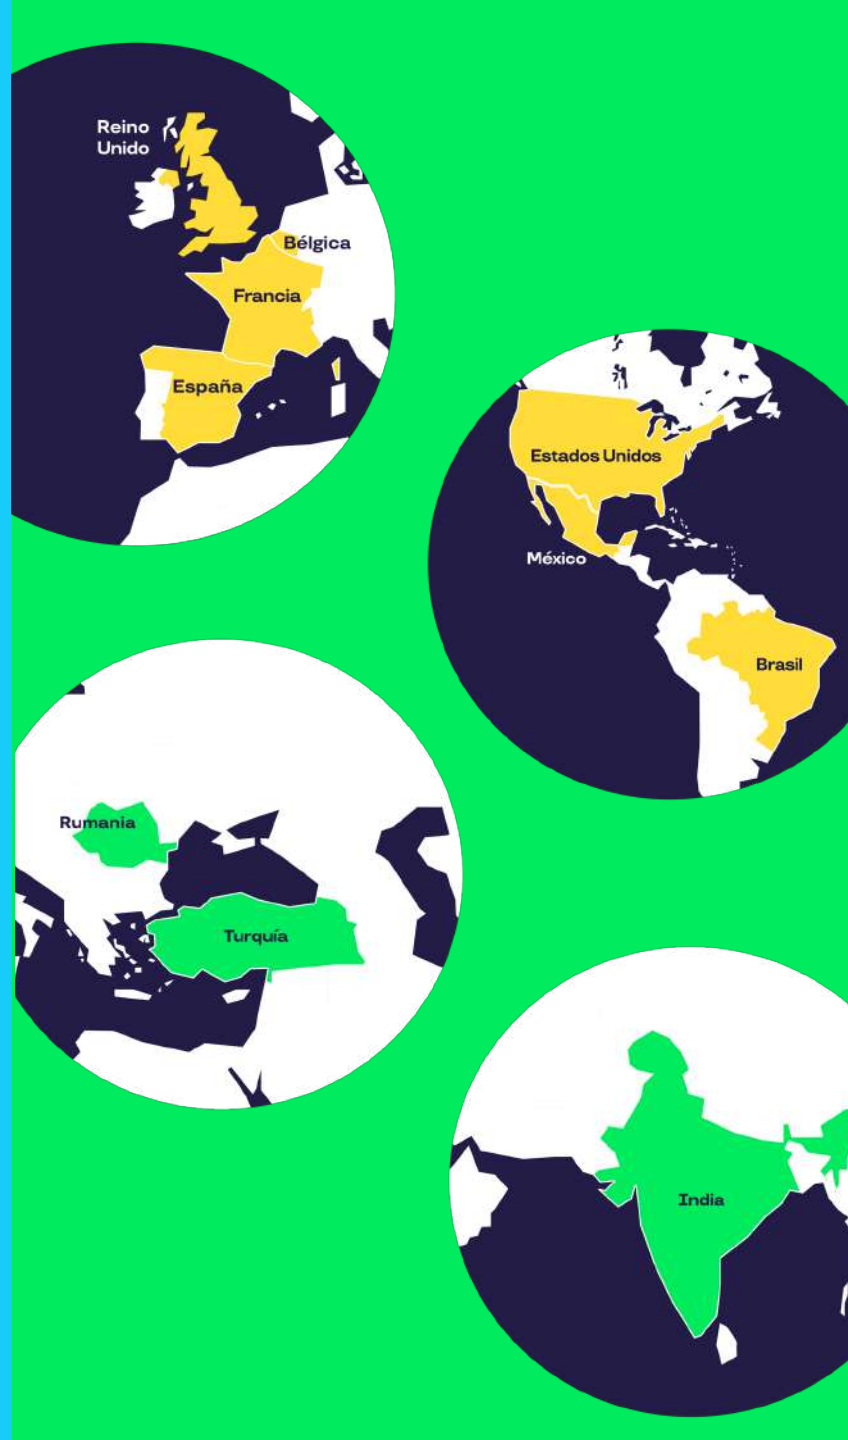 Reino
Unido
Bélgica
Francia
España
Estados Unidos
México
Brasil
Rumania
Turquía
India